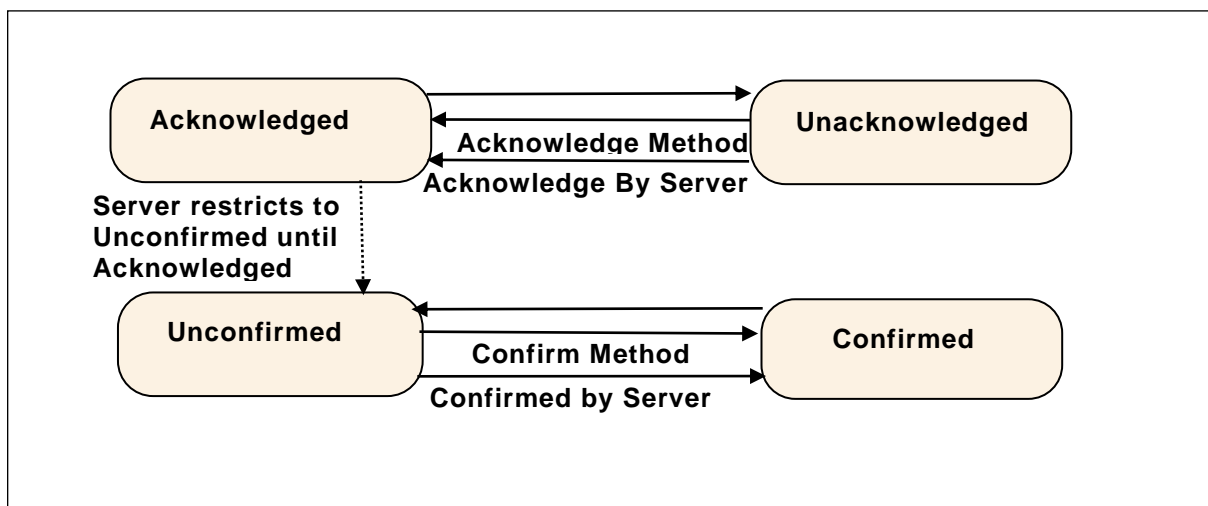 Acknowledged
Unacknowledged
Acknowledge Method
Acknowledge By Server
Server restricts to
Unconfirmed until
Acknowledged
Unconfirmed
Confirmed
Confirm Method
Confirmed by Server